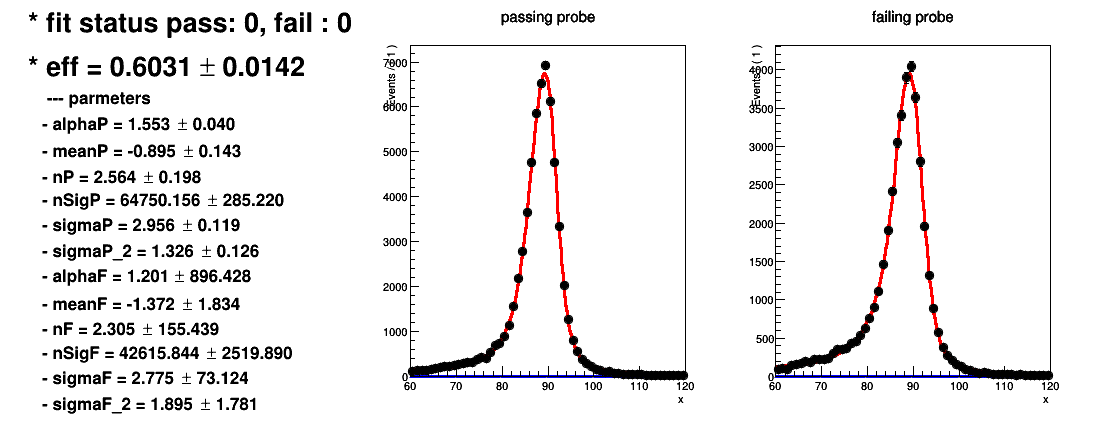 * fit status pass: 0, fail : 0
* eff = 0.6031 ± 0.0142
--- parmeters
- alphaP = 1.553 ± 0.040
- meanP = -0.895 ± 0.143
- nP = 2.564 ± 0.198
- nSigP = 64750.156 ± 285.220
- sigmaP = 2.956 ± 0.119
- sigmaP_2 = 1.326 ± 0.126
- alphaF = 1.201 ± 896.428
- meanF = -1.372 ± 1.834
- nF = 2.305 ± 155.439
- nSigF = 42615.844 ± 2519.890
- sigmaF = 2.775 ± 73.124
- sigmaF_2 = 1.895 ± 1.781
passing probe
Events / ( 1 )
7000
6000
5000
4000
3000
2000
1000
0
60 70 80 90 100 110 120
x
failing probe
Events / ( 1 )
4000
3500
3000
2500
2000
1500
1000
500
0
60 70 80 90 100 110 120
x